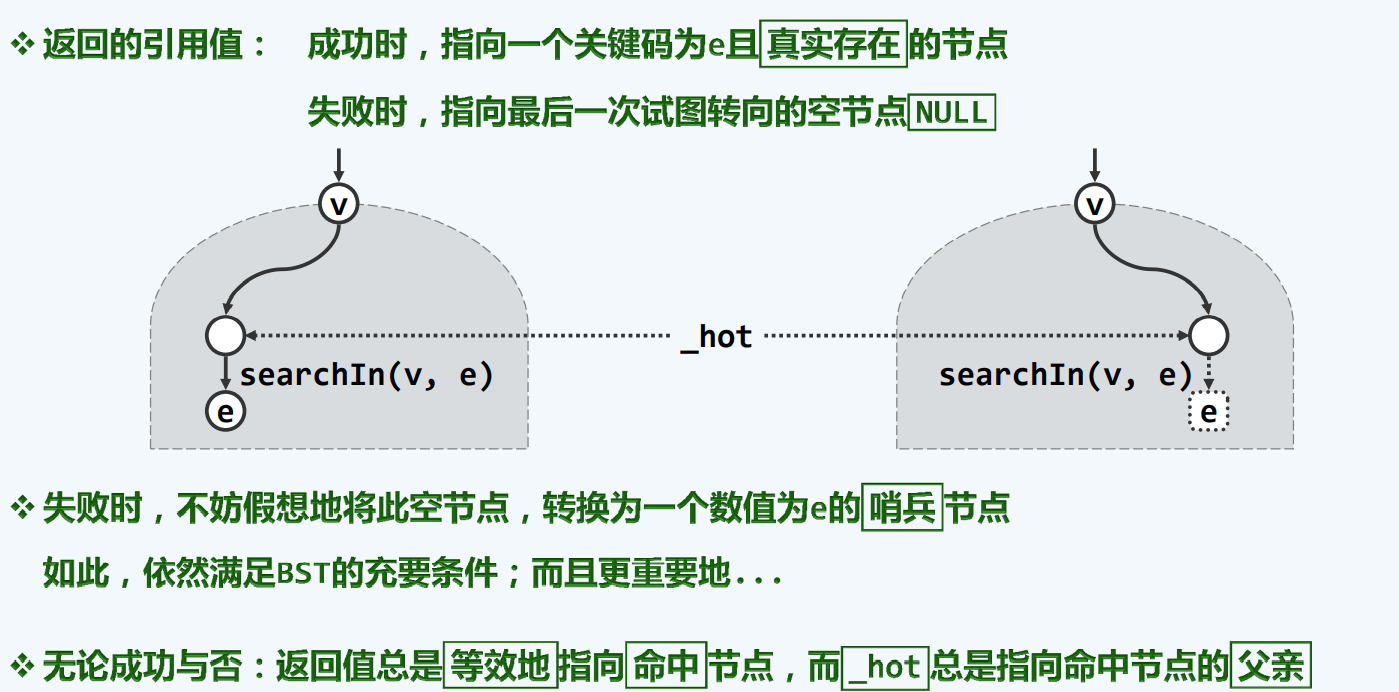 ❖ 返回的引用值： 成功时，指向一个关键码为e且真实存在的节点
失败时，指向最后一次试图转向的空节点NULL
v
v
_hot
searchIn(v, e)
searchIn(v, e)
e
e
❖ 失败时，不妨假想地将此空节点，转换为一个数值为e的哨兵节点
如此，依然满足BST的充要条件；而且更重要地...
❖ 无论成功与否：返回值总是等效地指向命中节点，而_hot总是指向命中节点的父亲